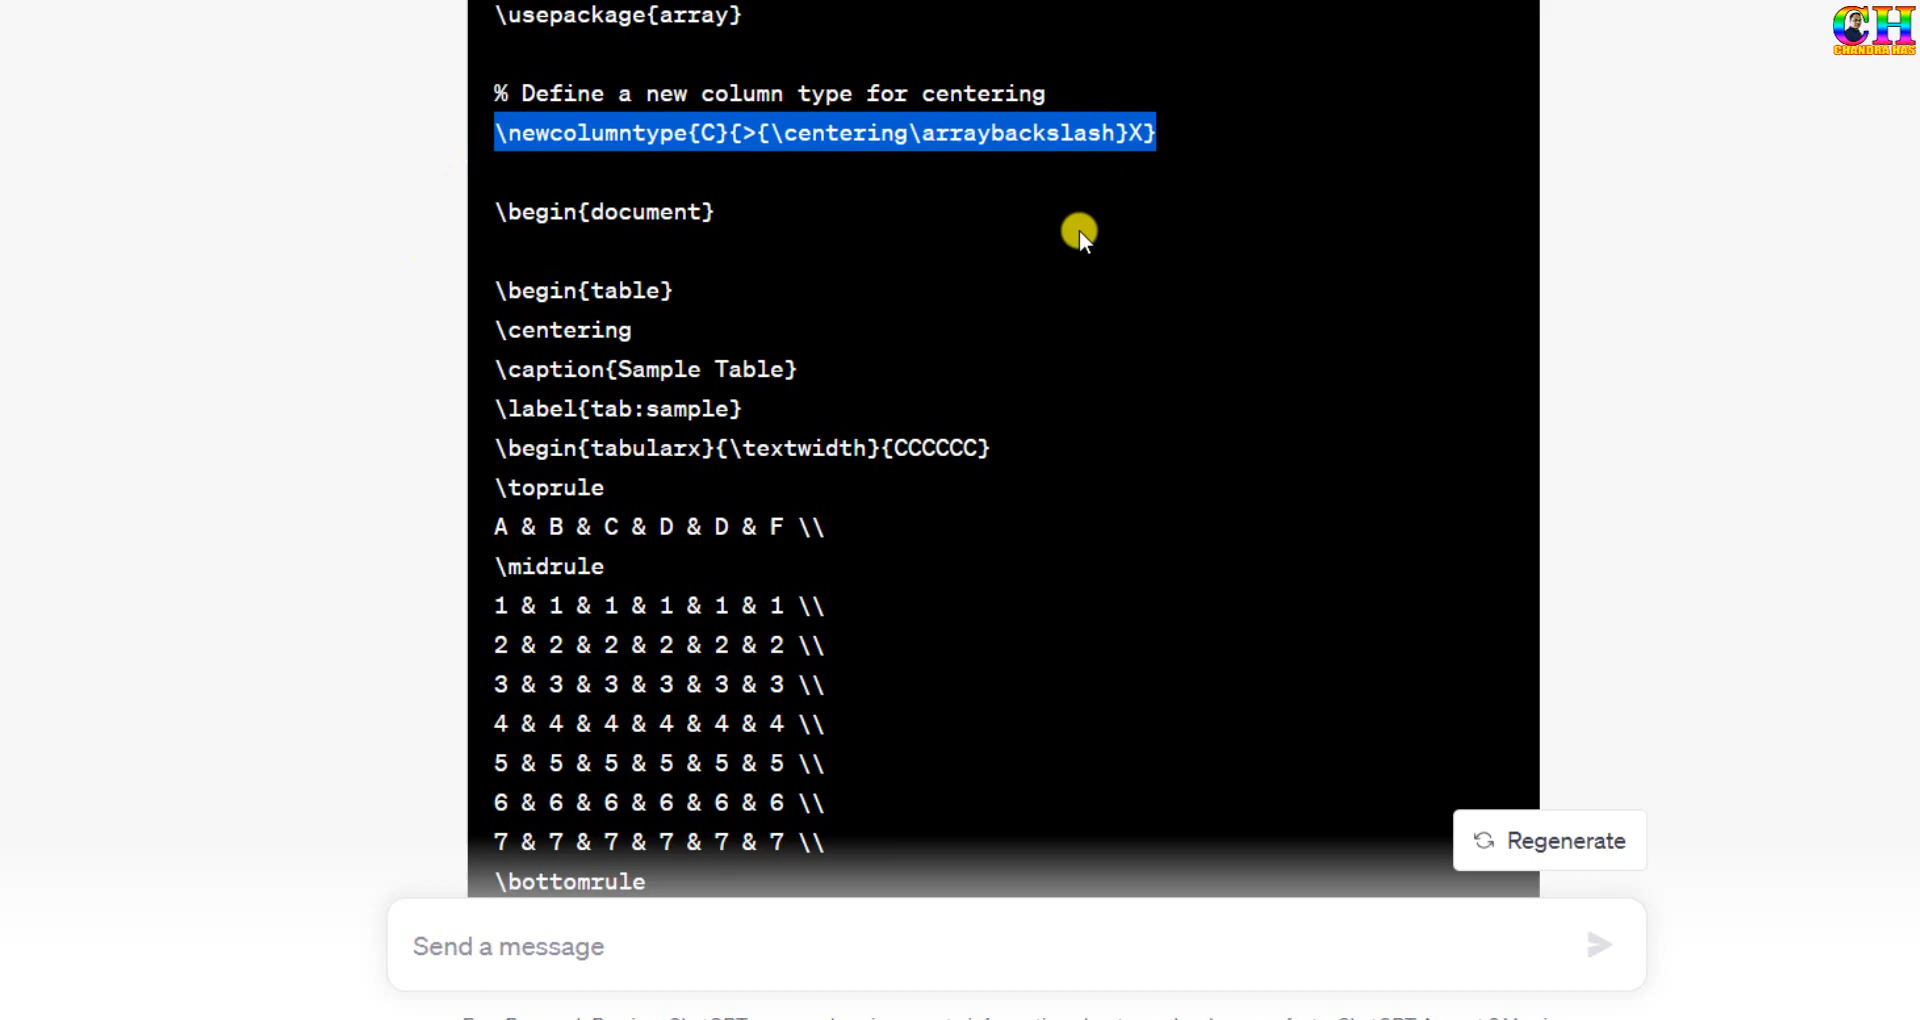 \usepackage{array}
CH
CHANDRA HAS
% Define a new column type for centering
\newcolumntype{C}{>{\centering\arraybackslash}X}
\begin{document}
\begin{table}
\centering
\caption{Sample Table}
\label{tab:sample}
\begin{tabularx}{\textwidth}{CCCCCC}
\toprule
A & B & C & D & D & F \\
\midrule
1 & 1 & 1 & 1 & 1 & 1 \\
2 & 2 & 2 & 2 & 2 & 2 \\
3 & 3 & 3 & 3 & 3 & 3 \\
4 & 4 & 4 & 4 & 4 & 4 \\
5 & 5 & 5 & 5 & 5 & 5 \\
6 & 6 & 6 & 6 & 6 & 6 \\
7 & 7 & 7 & 7 & 7 & 7 \\
Regenerate
\bottomrule
Send a message